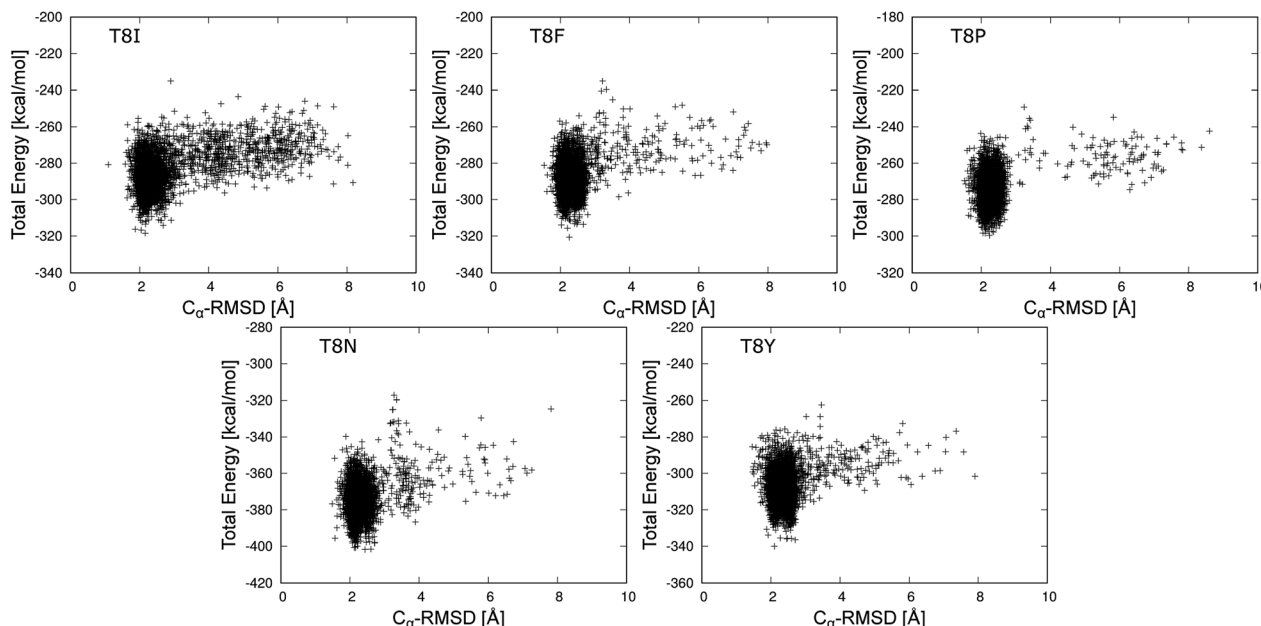 T8I
Total Energy [kcal/mol]
-200
-220
-240
-260
-280
-300
-320
-340
0 2 4 6 8 10
Cα-RMSD [Å]
T8F
Total Energy [kcal/mol]
-200
-220
-240
-260
-280
-300
-320
-340
0 2 4 6 8 10
Cα-RMSD [Å]
T8P
Total Energy [kcal/mol]
-180
-200
-220
-240
-260
-280
-300
-320
0 2 4 6 8 10
Cα-RMSD [Å]
T8N
Total Energy [kcal/mol]
-280
-300
-320
-340
-360
-380
-400
-420
0 2 4 6 8 10
Cα-RMSD [Å]
T8Y
Total Energy [kcal/mol]
-220
-240
-260
-280
-300
-320
-340
-360
0 2 4 6 8 10
Cα-RMSD [Å]